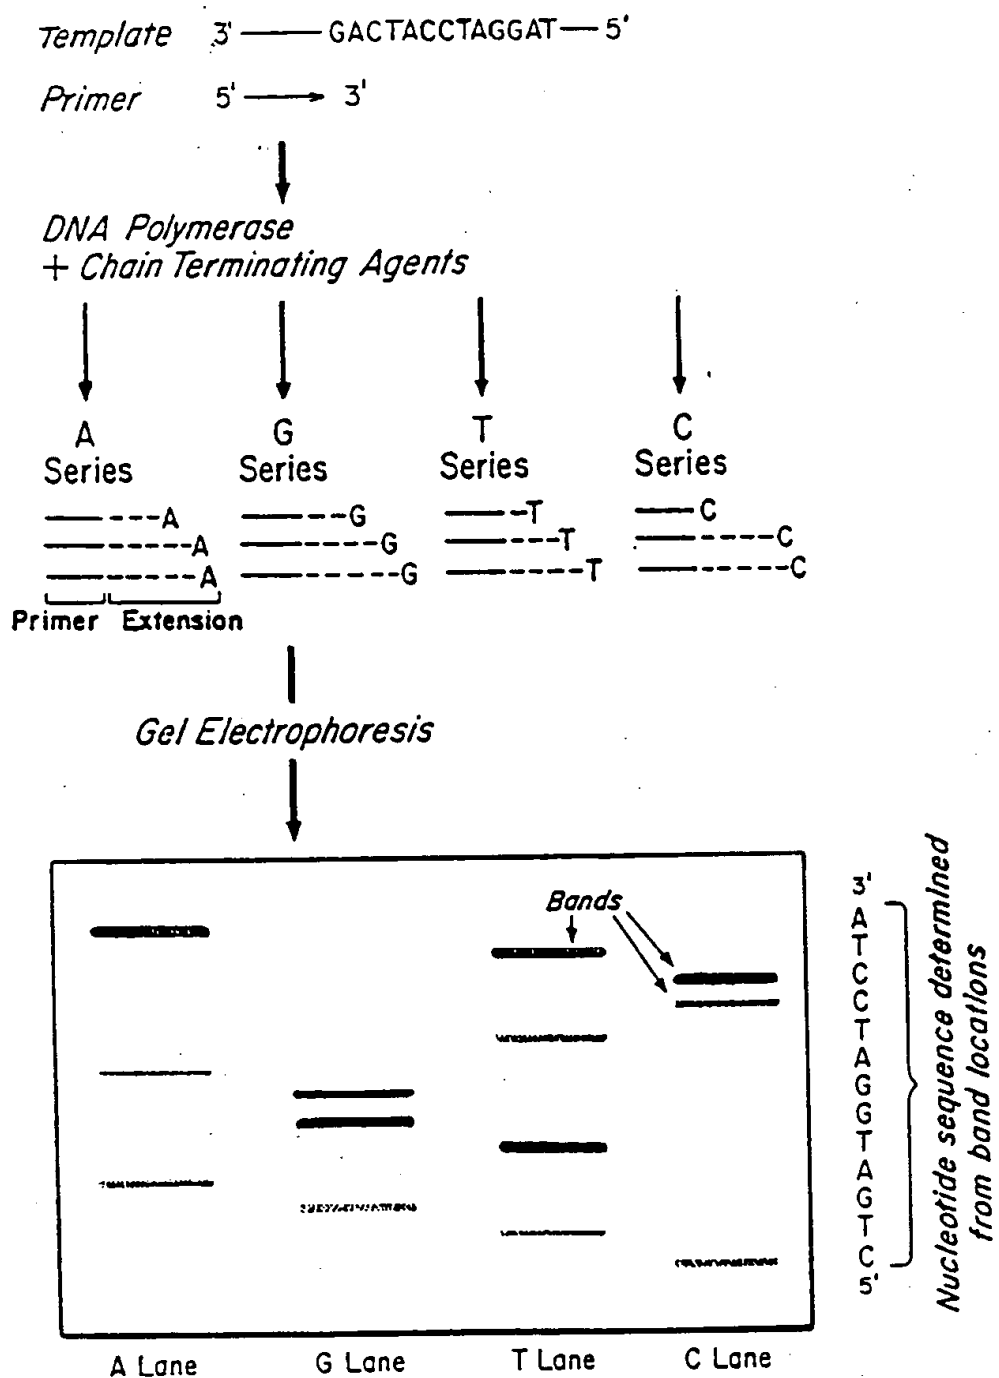 Template 3' —— GACTACCTAGGAT — 5'
Primer 5' → 3'
DNA Polymerase
+ Chain Terminating Agents
A Series
G Series
T Series
C Series
—— ---A
—— -----A
—— ------A
—— ---G
—— -----G
—— ------G
—— --T
—— ----T
—— ------T
—— C
—— -----C
—— ------C
Primer Extension
Gel Electrophoresis
Bands
3'
A
T
C
C
T
A
G
G
T
A
G
T
C
5'
Nucleotide sequence determined
from band locations
A Lane G Lane T Lane C Lane